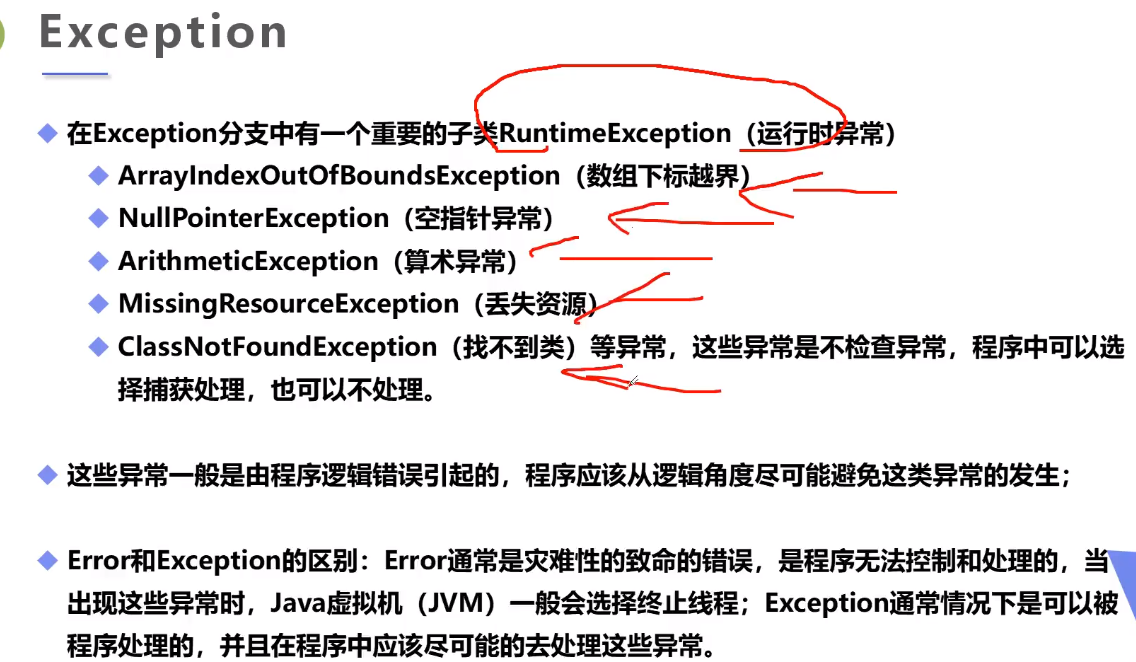 Exception
在Exception分支中有一个重要的子类RuntimeException（运行时异常）
ArrayIndexOutOfBoundsException（数组下标越界）
NullPointerException（空指针异常）
ArithmeticException（算术异常）
MissingResourceException（丢失资源）
ClassNotFoundException（找不到类）等异常，这些异常是不检查异常，程序中可以选
择捕获处理，也可以不处理。
这些异常一般是由程序逻辑错误引起的，程序应该从逻辑角度尽可能避免这类异常的发生；
Error和Exception的区别：Error通常是灾难性的致命的错误，是程序无法控制和处理的，当
出现这些异常时，Java虚拟机（JVM）一般会选择终止线程；Exception通常情况下是可以被
程序处理的，并且在程序中应该尽可能的去处理这些异常。